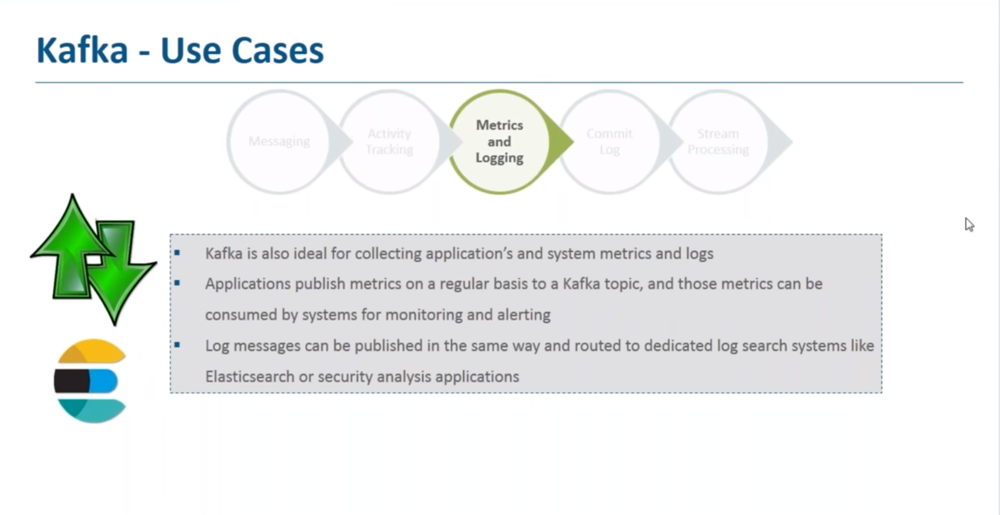 Kafka - Use Cases
Messaging
Activity
Tracking
Metrics
and
Logging
Commit
Log
Stream
Processing
Kafka is also ideal for collecting application’s and system metrics and logs
Applications publish metrics on a regular basis to a Kafka topic, and those metrics can be
consumed by systems for monitoring and alerting
Log messages can be published in the same way and routed to dedicated log search systems like
Elasticsearch or security analysis applications